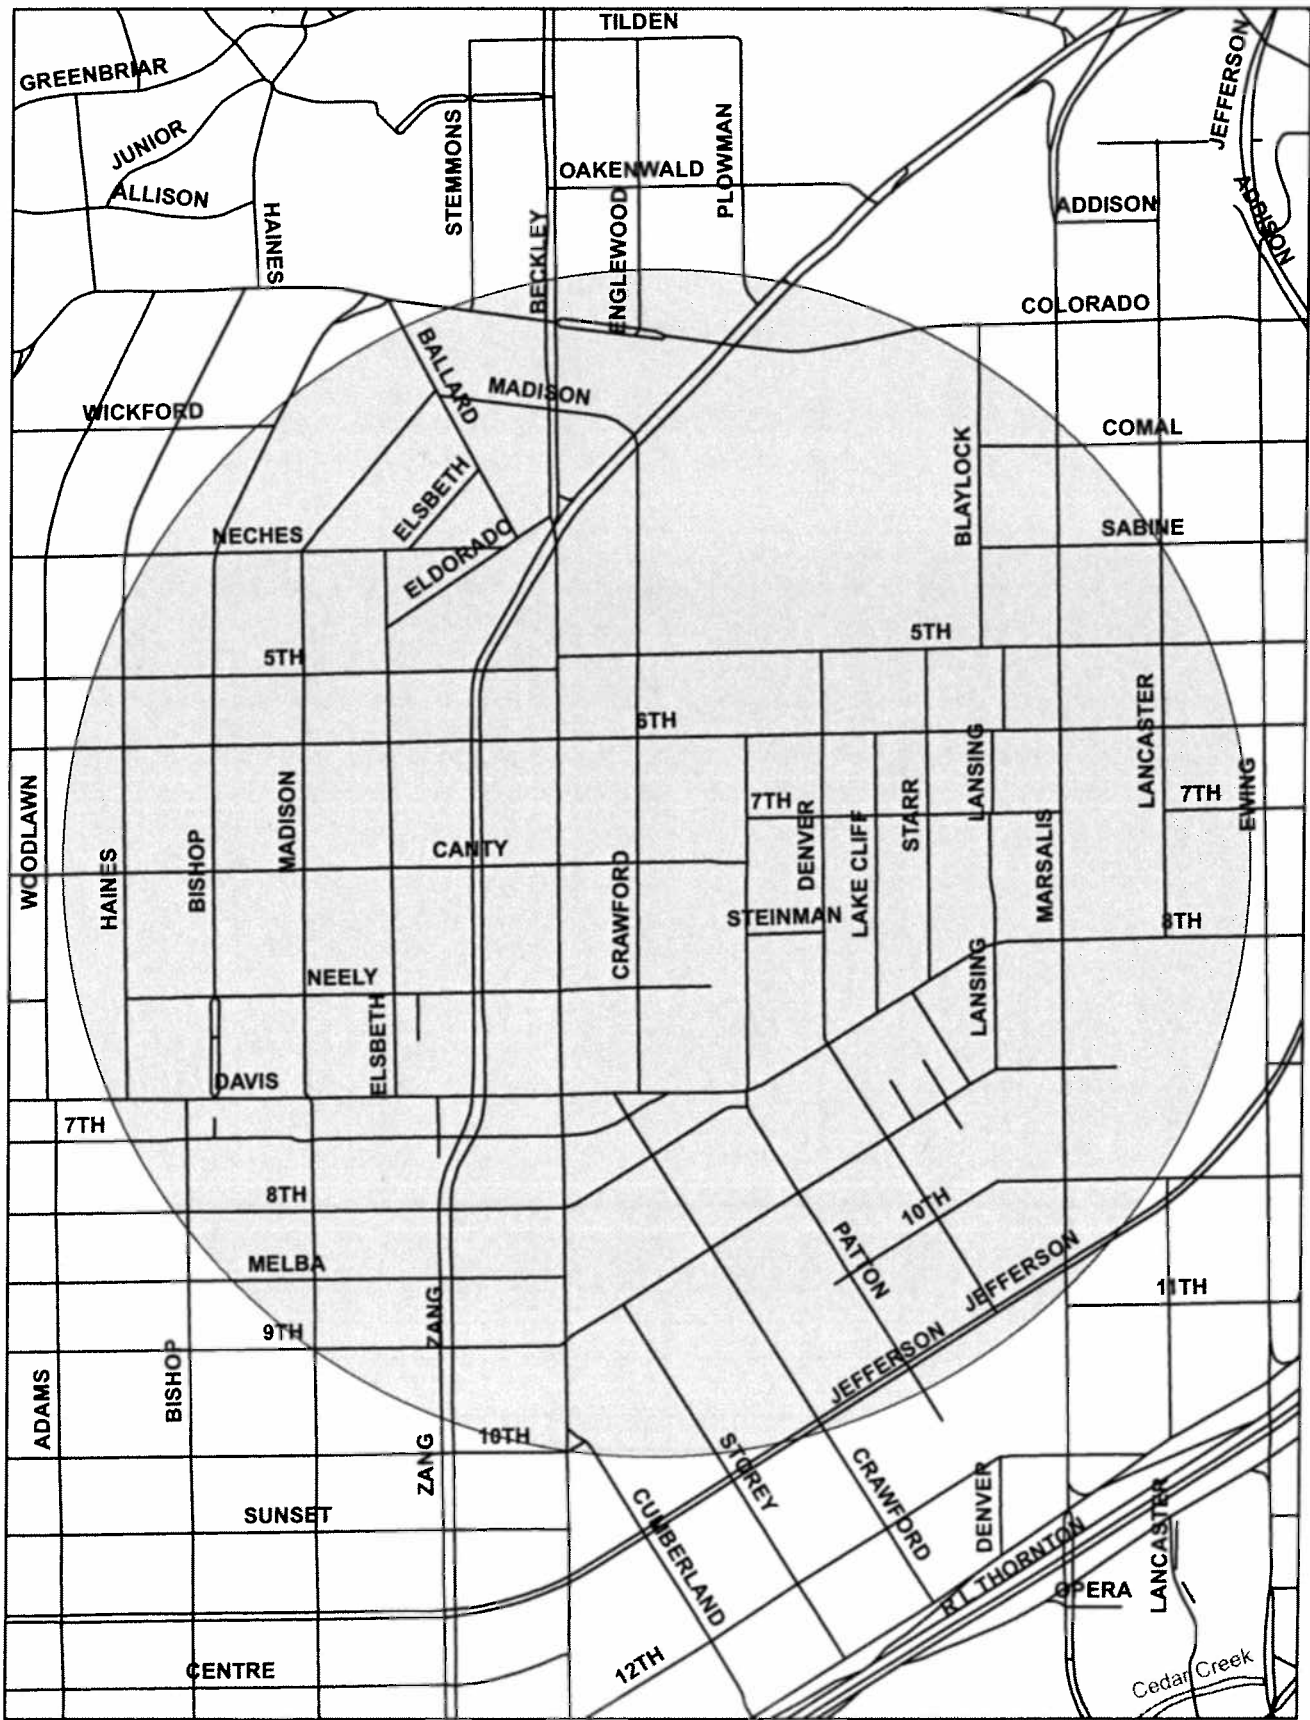 TILDEN
GREENBRIAR
JEFFERSON
JUNIOR
STEMMONS
PLOWMAN
OAKENWALD
ALLISON
ADDISON
ADDISON
HAINES
BECKLEY
ENGLEWOOD
COLORADO
BALLARD
MADISON
WICKFORD
COMAL
BLAYLOCK
ELSBETH
NECHES
SABINE
ELDORADO
5TH
5TH
6TH
LANCASTER
WOODLAWN
MADISON
LANSING
7TH
7TH
EWING
HAINES
BISHOP
CANTY
CRAWFORD
DENVER
LAKE CLIFF
STARR
MARSALIS
STEINMAN
8TH
NEELY
LANSING
ELSBETH
DAVIS
7TH
8TH
10TH
PATTON
MELBA
JEFFERSON
11TH
ZANG
9TH
JEFFERSON
ADAMS
BISHOP
10TH
ZANG
STOREY
CRAWFORD
DENVER
LANCASTER
SUNSET
CUMBERLAND
R L THORNTON
OPERA
12TH
CENTRE
Cedar Creek